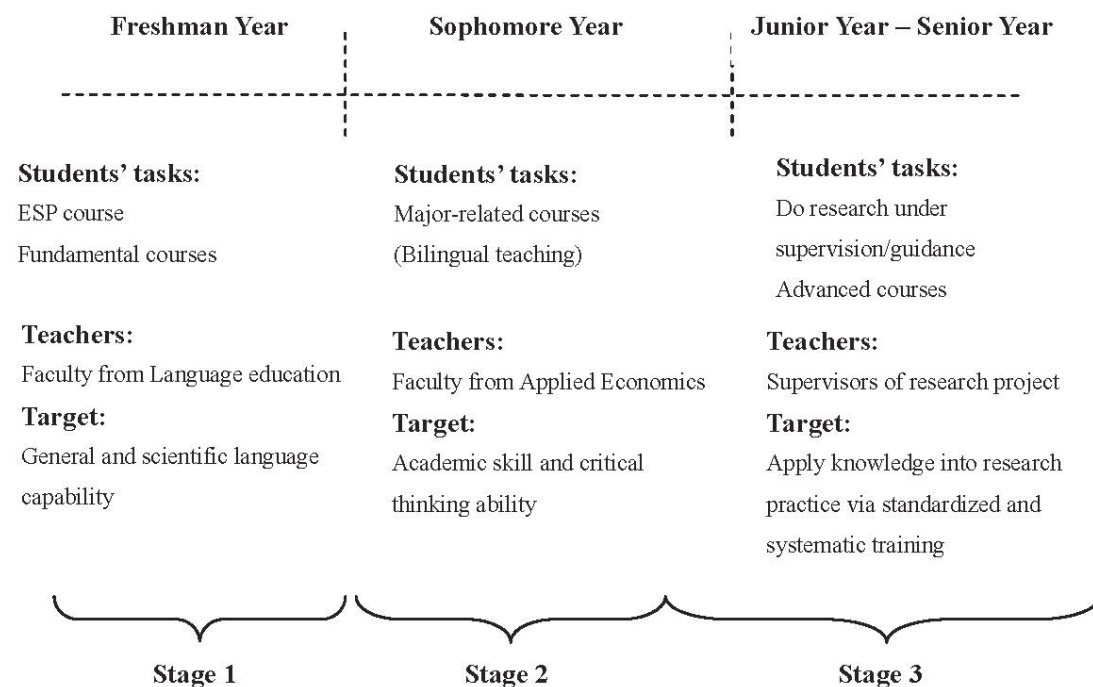 Freshman Year
Sophomore Year
Junior Year – Senior Year
Students’ tasks:
ESP course
Fundamental courses
Teachers:
Faculty from Language education
Target:
General and scientific language
capability
Students’ tasks:
Major-related courses
(Bilingual teaching)
Teachers:
Faculty from Applied Economics
Target:
Academic skill and critical
thinking ability
Students’ tasks:
Do research under
supervision/guidance
Advanced courses
Teachers:
Supervisors of research project
Target:
Apply knowledge into research
practice via standardized and
systematic training
Stage 1
Stage 2
Stage 3